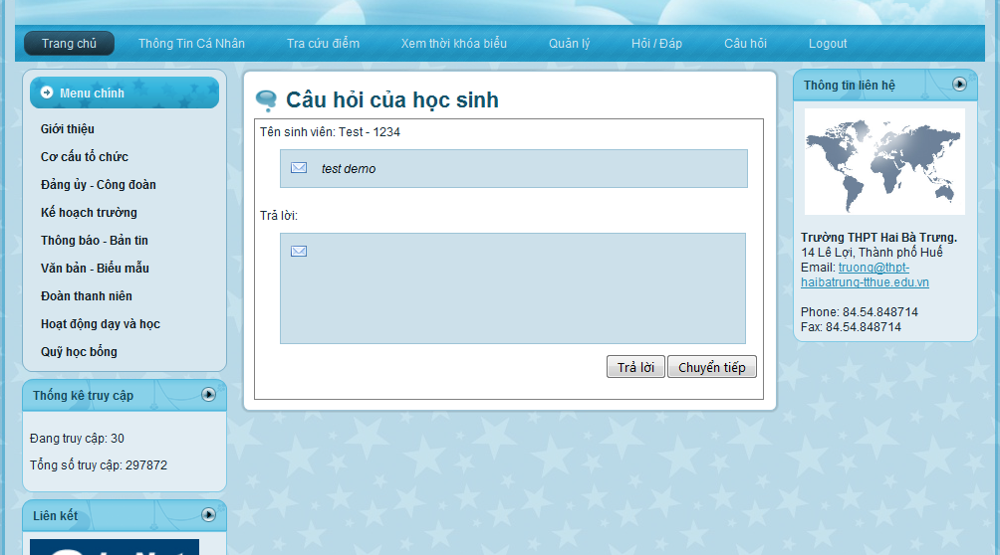 Trang chủ
Thông Tin Cá Nhân
Tra cứu điểm
Xem thời khóa biểu
Quản lý
Hỏi / Đáp
Câu hỏi
Logout
Menu chính
Giới thiệu
Cơ cấu tổ chức
Đảng ủy - Công đoàn
Kế hoạch trường
Thông báo - Bản tin
Văn bản - Biểu mẫu
Đoàn thanh niên
Hoạt động dạy và học
Quỹ học bổng
Thống kê truy cập
Đang truy cập: 30
Tổng số truy cập: 297872
Liên kết
Câu hỏi của học sinh
Tên sinh viên: Test - 1234
test demo
Trả lời:
Trả lời
Chuyển tiếp
Thông tin liên hệ
Trường THPT Hai Bà Trưng.
14 Lê Lợi, Thành phố Huế
Email: truong@thpt-
haibatrung-tthue.edu.vn
Phone: 84.54.848714
Fax: 84.54.848714